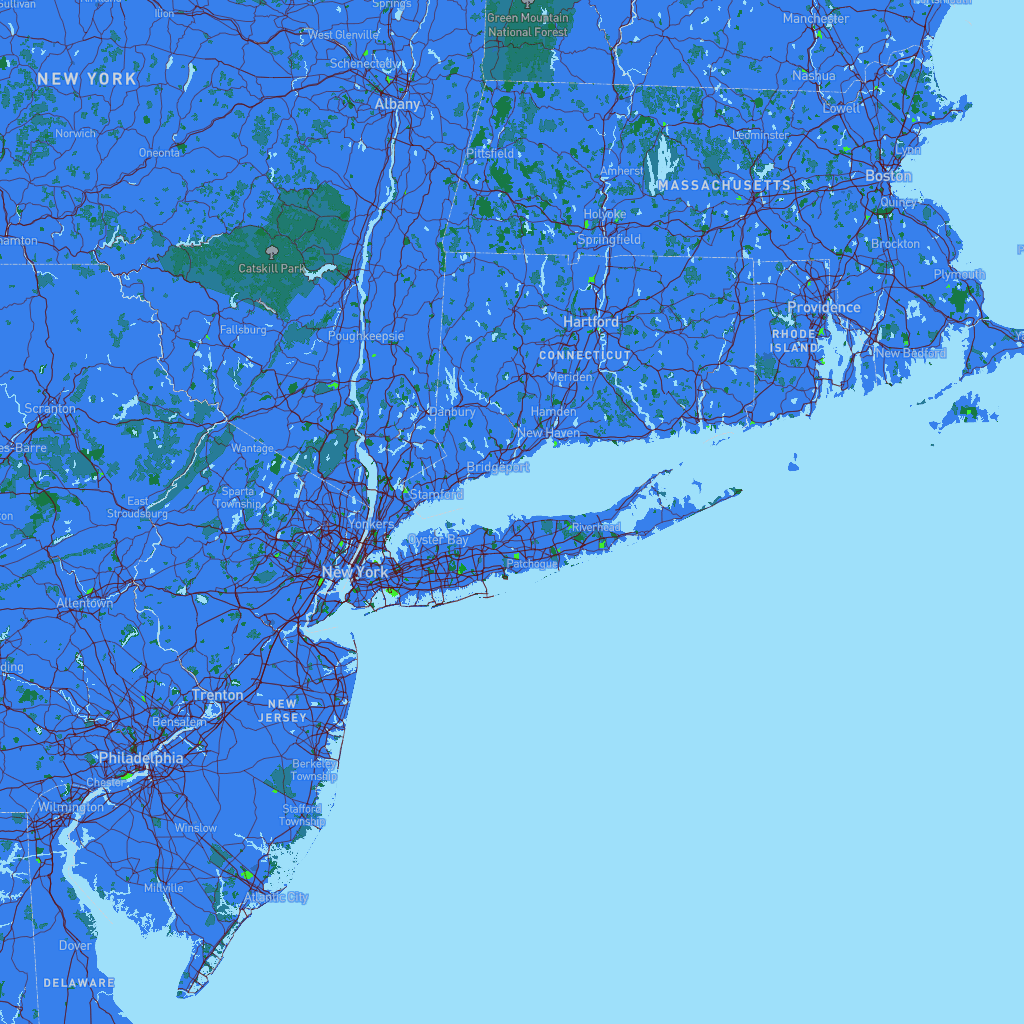 Springs
Ilion
Green Mountain
National Forest
Manchester
West Glenville
Schenectady
NEW YORK
Nashua
Albany
Lowell
Norwich
Leominster
Lynn
Oneonta
Pittsfield
Amherst
Boston
MASSACHUSETTS
Quincy
Holyoke
Springfield
Brockton
hamton
Catskill Park
Plymouth
Providence
Hartford
Fallsburg
Poughkeepsie
RHODE
ISLAND
CONNECTICUT
New Bedford
Meriden
Scranton
Danbury
Hamden
New Haven
es-Barre
Wantage
Bridgeport
Sparta
Township
Stamford
East
Stroudsburg
ton
Yonkers
Riverhead
Oyster Bay
Patchogue
New York
Allentown
ding
Trenton
NEW
JERSEY
Bensalem
Philadelphia
Berkeley
Township
Chester
Wilmington
Stafford
Township
Winslow
Millville
Atlantic City
Dover
DELAWARE